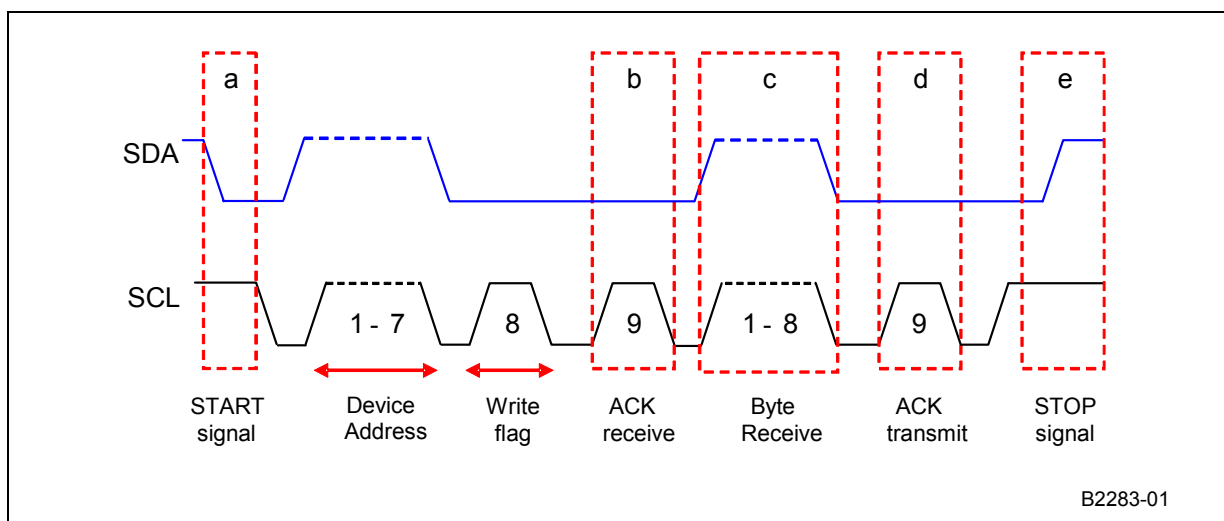 a b c d e
SDA
SCL
1 - 7 8 9 1 - 8 9
START Device Write ACK Byte ACK STOP
signal Address flag receive Receive transmit signal
B2283-01